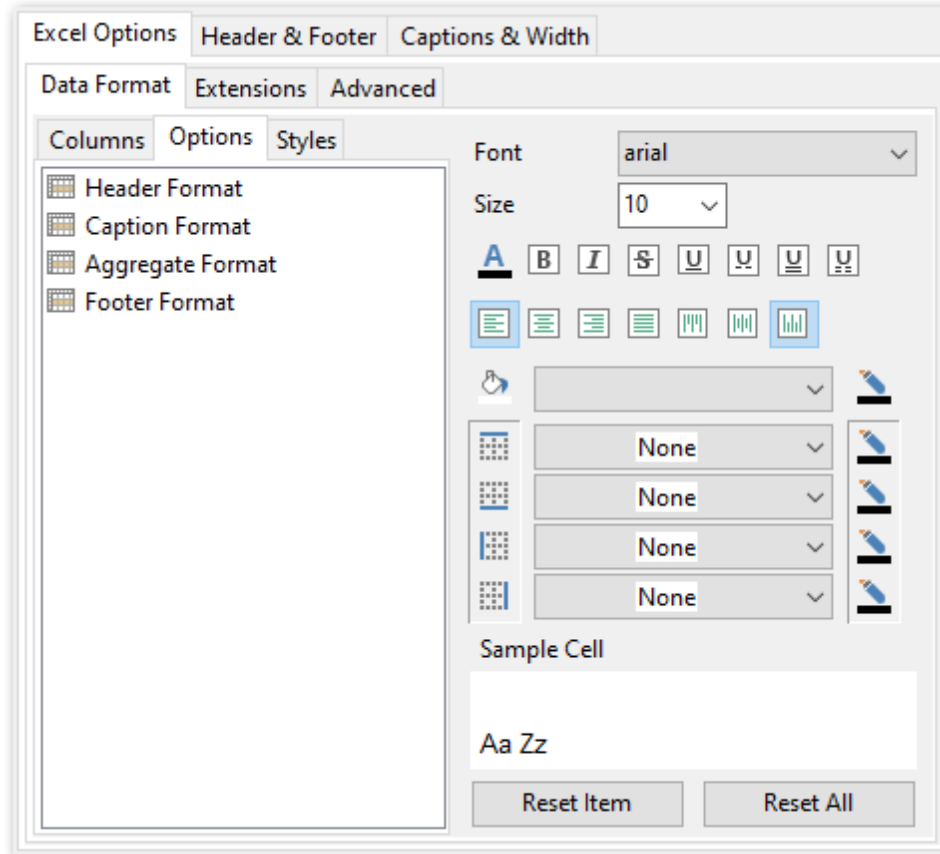 Excel Options Header & Footer Captions & Width
Data Format Extensions Advanced
Columns Options Styles
Header Format
Caption Format
Aggregate Format
Footer Format
Font arial
Size 10
A B I S U U U U
None
None
None
None
Sample Cell
Aa Zz
Reset Item Reset All